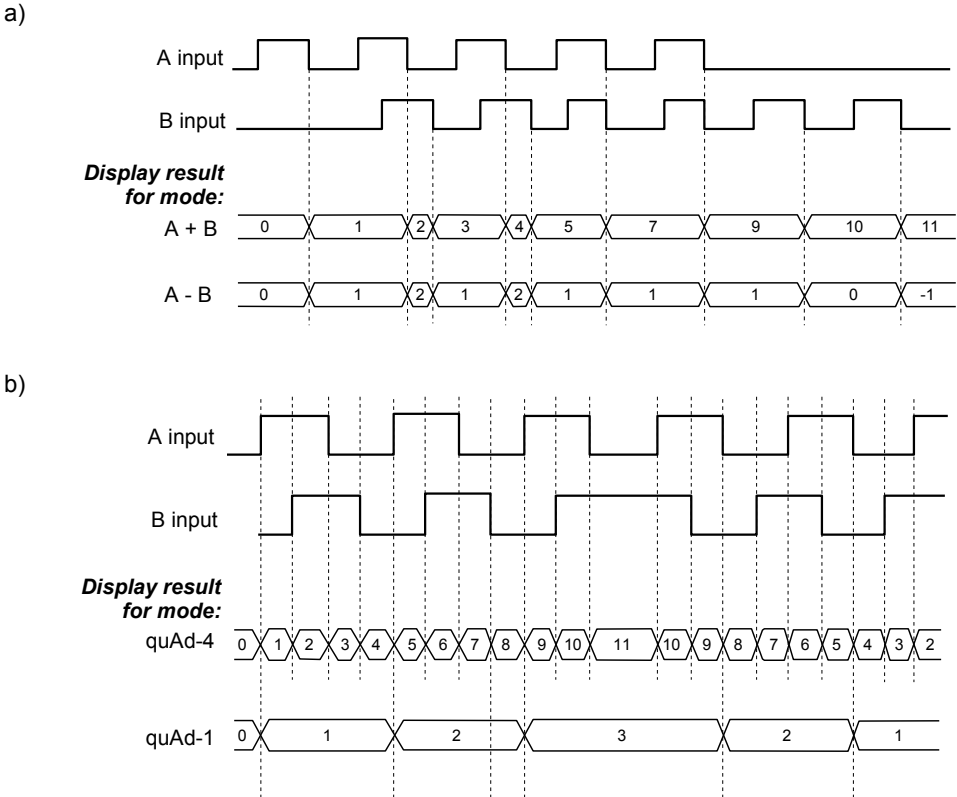 a)
A input
B input
Display result
for mode:
A + B 0 1 2 3 4 5 7 9 10 11
A - B 0 1 2 1 2 1 1 1 0 -1
b)
A input
B input
Display result
for mode:
quAd-4 0 1 2 3 4 5 6 7 8 9 10 11 10 9 8 7 6 5 4 3 2
quAd-1 0 1 2 3 2 1